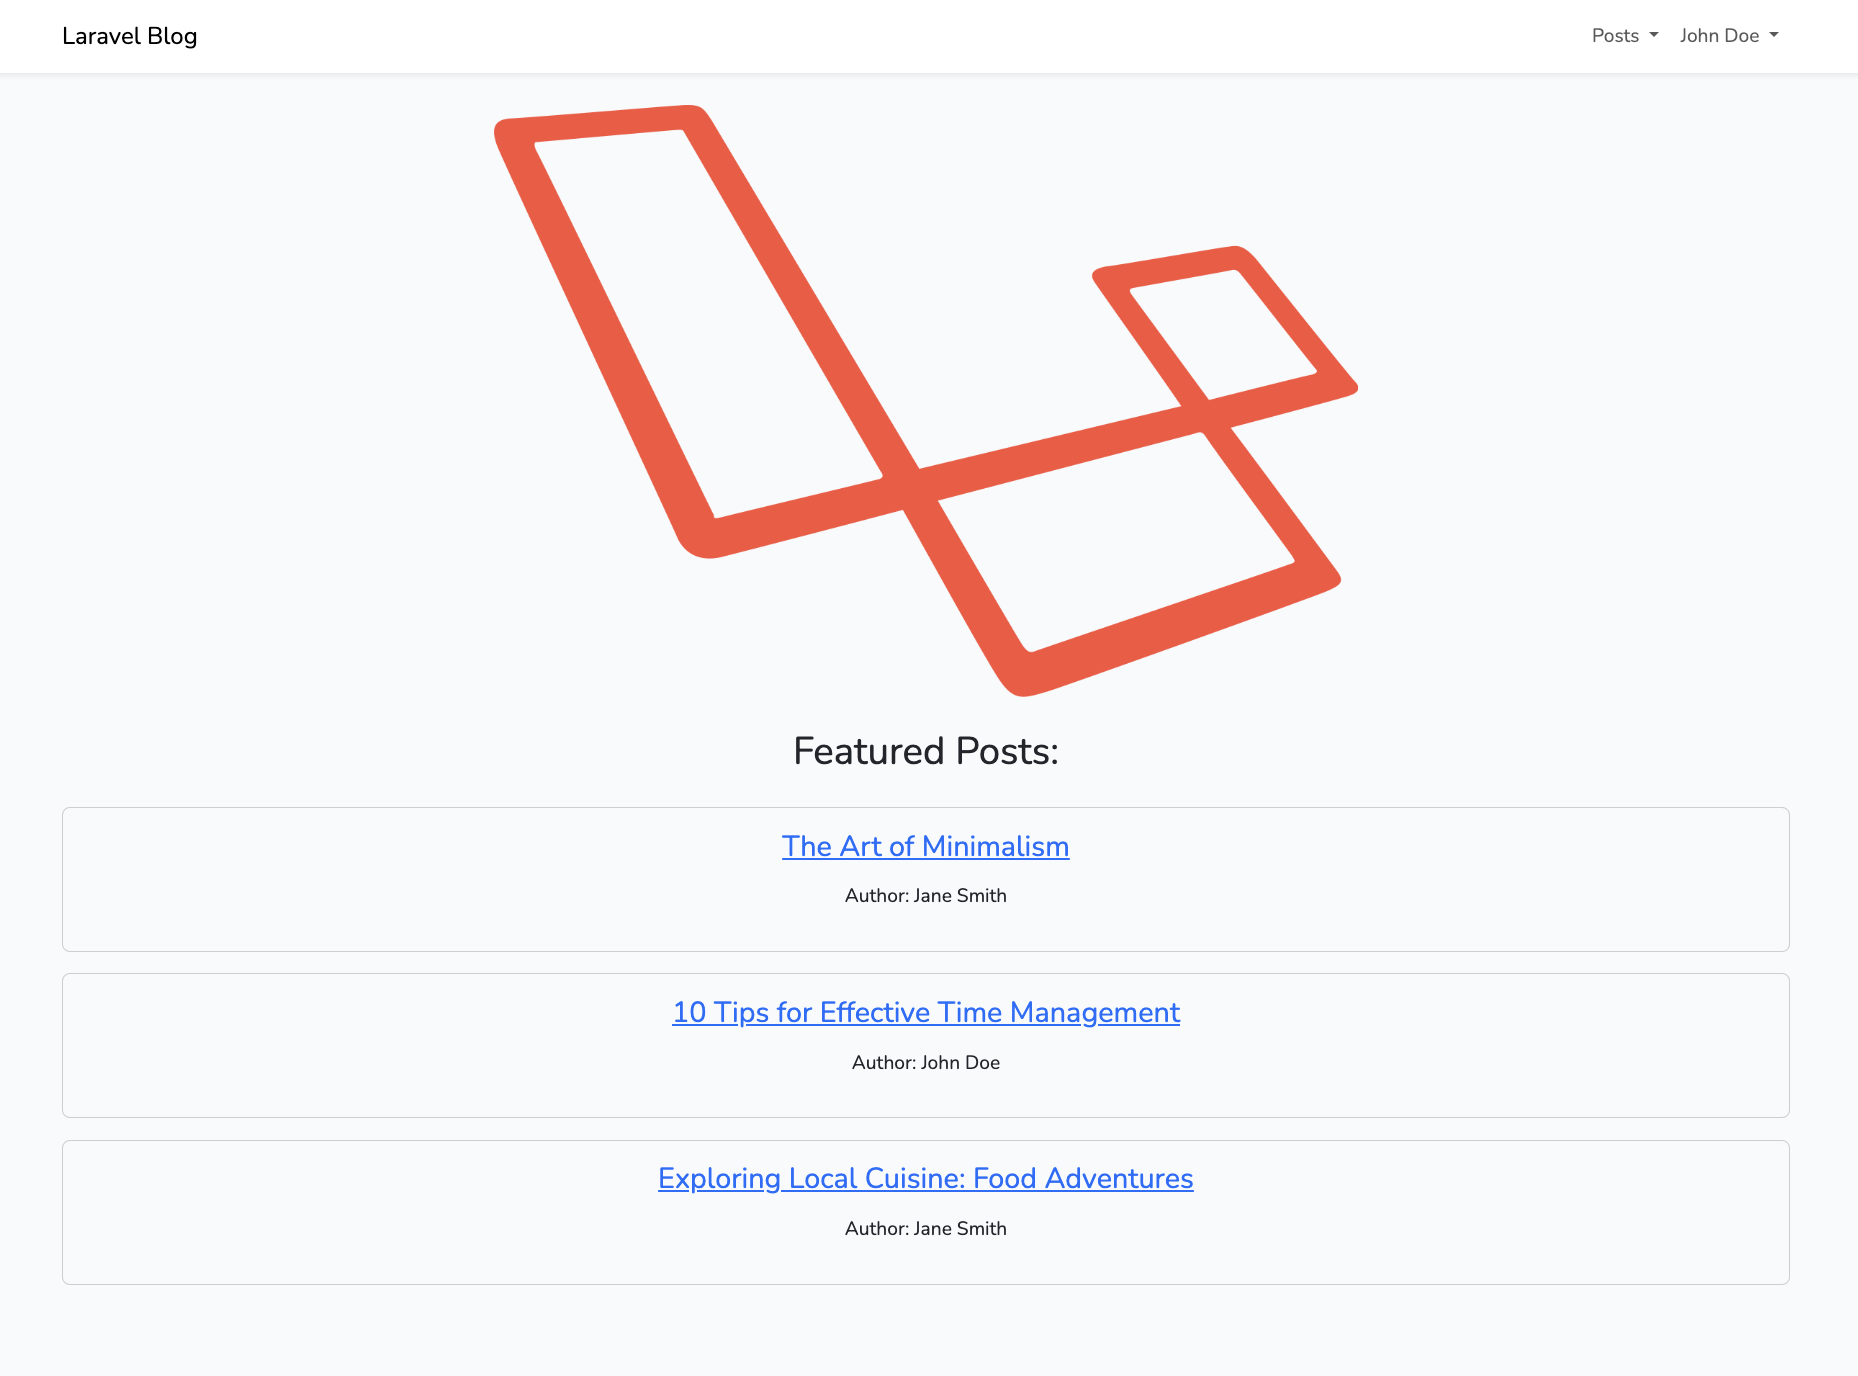 Laravel Blog
Posts
John Doe
Featured Posts:
The Art of Minimalism
Author: Jane Smith
10 Tips for Effective Time Management
Author: John Doe
Exploring Local Cuisine: Food Adventures
Author: Jane Smith